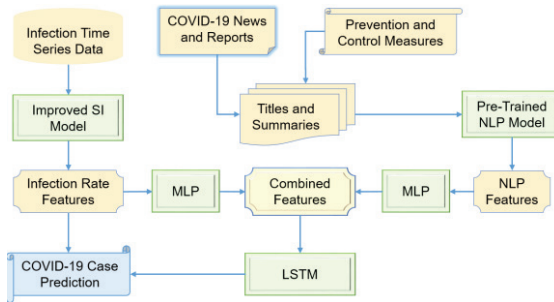 Infection Time
Series Data
COVID-19 News
and Reports
Prevention and
Control Measures
Improved SI
Model
Titles and
Summaries
Pre-Trained
NLP Model
Infection Rate
Features
MLP
Combined
Features
MLP
NLP
Features
COVID-19 Case
Prediction
LSTM